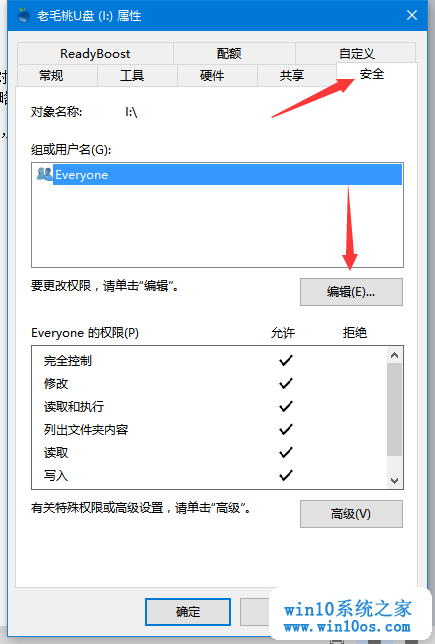 老毛桃U盘 (I:) 属性
ReadyBoost 配额 自定义
常规 工具 硬件 共享 安全
对象名称: I:\
组或用户名(G):
Everyone
要更改权限，请单击"编辑"。
编辑(E)...
Everyone 的权限(P) 允许 拒绝
完全控制
修改
读取和执行
列出文件夹内容
读取
写入
有关特殊权限或高级设置，请单击"高级"。
高级(V)
确定
win10系统之家
www.win10os.com